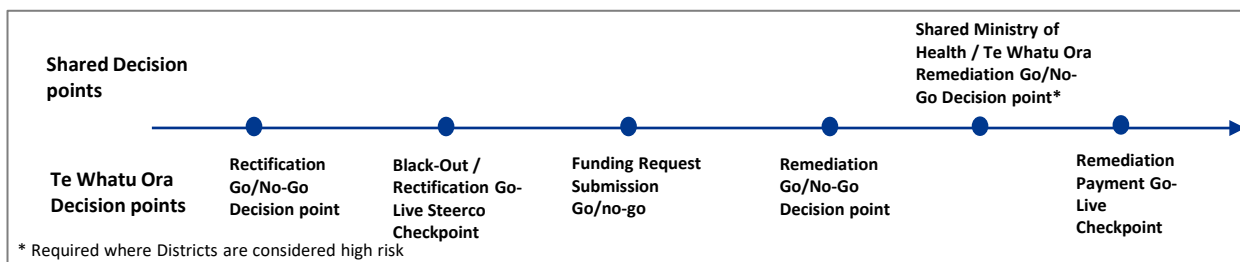 Shared Decision
points
Shared Ministry of
Health / Te Whatu Ora
Remediation Go/No-
Go Decision point*
Te Whatu Ora
Decision points
Rectification
Go/No-Go
Decision point
Black-Out /
Rectification Go-
Live Steerco
Checkpoint
Funding Request
Submission
Go/no-go
Remediation
Go/No-Go
Decision point
Remediation
Payment Go-
Live
Checkpoint
* Required where Districts are considered high risk